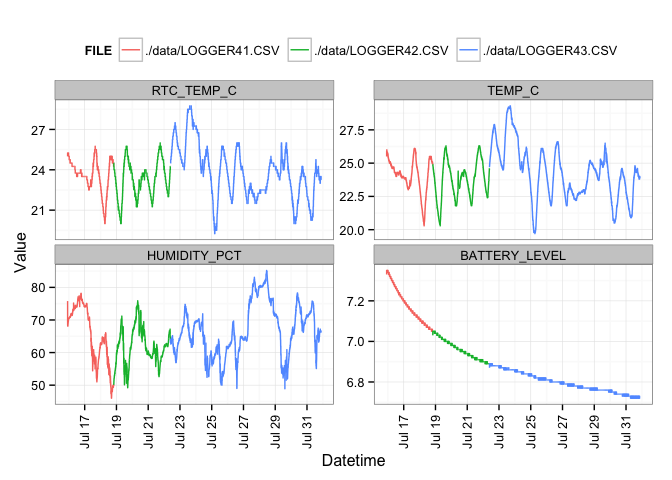 FILE ./data/LOGGER41.CSV ./data/LOGGER42.CSV ./data/LOGGER43.CSV
RTC_TEMP_C
TEMP_C
27
24
21
27.5
25.0
22.5
20.0
Value
HUMIDITY_PCT
BATTERY_LEVEL
80
70
60
50
7.2
7.0
6.8
Jul 17 Jul 19 Jul 21 Jul 23 Jul 25 Jul 27 Jul 29 Jul 31
Jul 17 Jul 19 Jul 21 Jul 23 Jul 25 Jul 27 Jul 29 Jul 31
Datetime